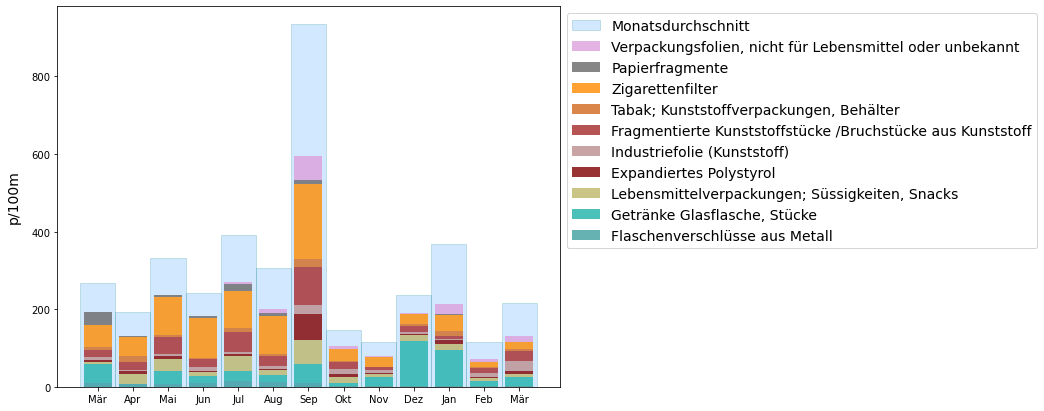 Monatsdurchschnitt
Verpackungsfolien, nicht für Lebensmittel oder unbekannt
Papierfragmente
Zigarettenfilter
Tabak; Kunststoffverpackungen, Behälter
Fragmentierte Kunststoffstücke /Bruchstücke aus Kunststoff
Industriefolie (Kunststoff)
Expandiertes Polystyrol
Lebensmittelverpackungen; Süssigkeiten, Snacks
Getränke Glasflasche, Stücke
Flaschenverschlüsse aus Metall
p/100m
800
600
400
200
0
Mär Apr Mai Jun Jul Aug Sep Okt Nov Dez Jan Feb Mär